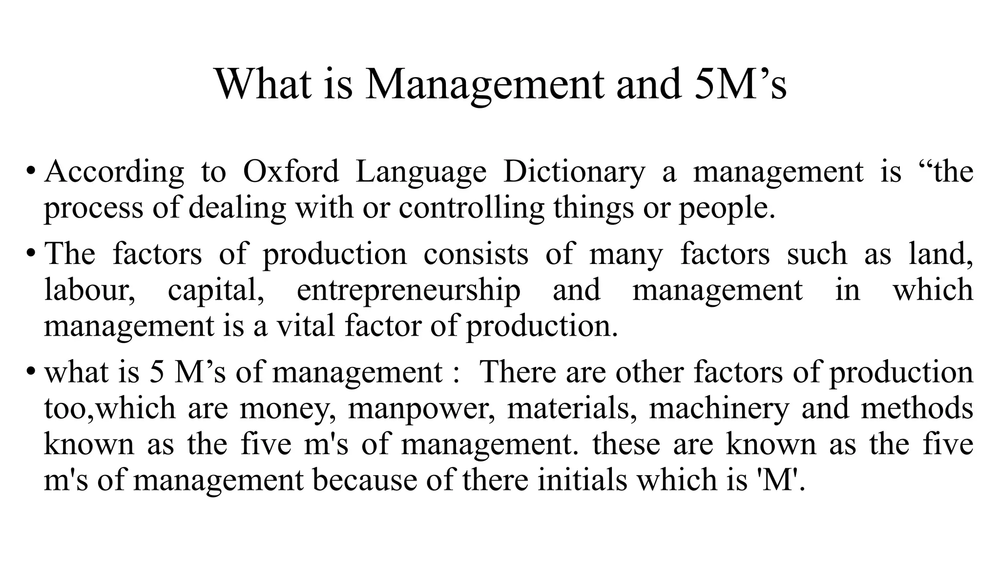 What is Management and 5M’s
• According to Oxford Language Dictionary a management is “the
process of dealing with or controlling things or people.
• The factors of production consists of many factors such as land,
labour, capital, entrepreneurship and management in which
management is a vital factor of production.
• what is 5 M’s of management :  There are other factors of production
too,which are money, manpower, materials, machinery and methods
known as the five m's of management. these are known as the five
m's of management because of there initials which is 'M'.